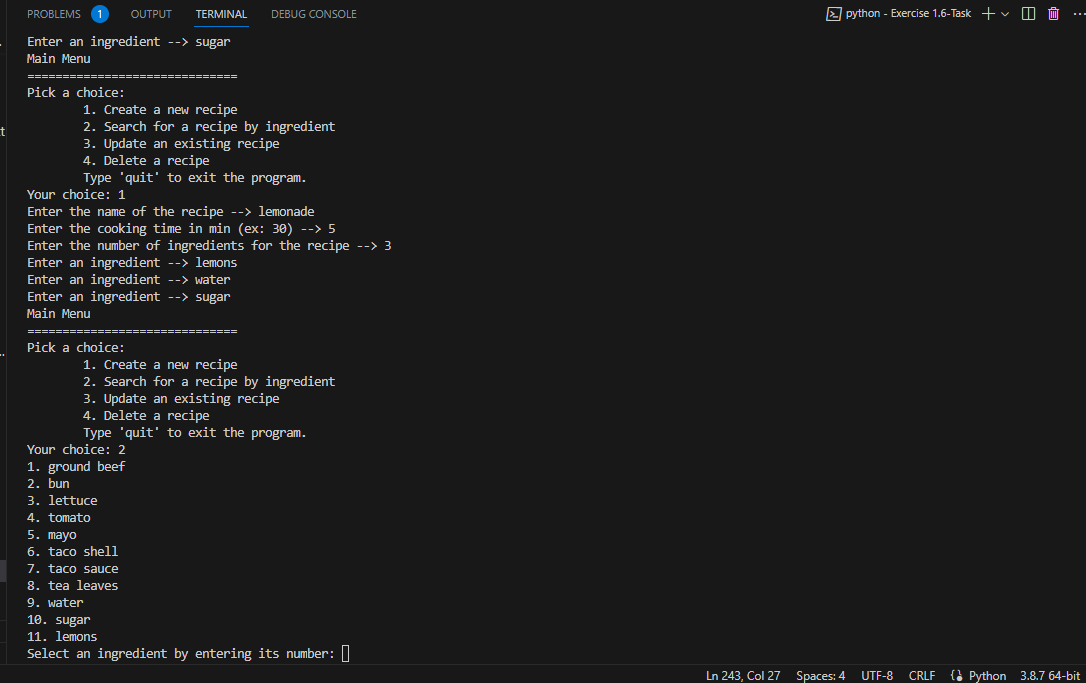 PROBLEMS 1 OUTPUT TERMINAL DEBUG CONSOLE python - Exercise 1.6-Task
Enter an ingredient --> sugar
Main Menu
==============================
Pick a choice:
        1. Create a new recipe
        2. Search for a recipe by ingredient
        3. Update an existing recipe
        4. Delete a recipe
        Type 'quit' to exit the program.
Your choice: 1
Enter the name of the recipe --> lemonade
Enter the cooking time in min (ex: 30) --> 5
Enter the number of ingredients for the recipe --> 3
Enter an ingredient --> lemons
Enter an ingredient --> water
Enter an ingredient --> sugar
Main Menu
==============================
Pick a choice:
        1. Create a new recipe
        2. Search for a recipe by ingredient
        3. Update an existing recipe
        4. Delete a recipe
        Type 'quit' to exit the program.
Your choice: 2
1. ground beef
2. bun
3. lettuce
4. tomato
5. mayo
6. taco shell
7. taco sauce
8. tea leaves
9. water
10. sugar
11. lemons
Select an ingredient by entering its number:
Ln 243, Col 27 Spaces: 4 UTF-8 CRLF Python 3.8.7 64-bit